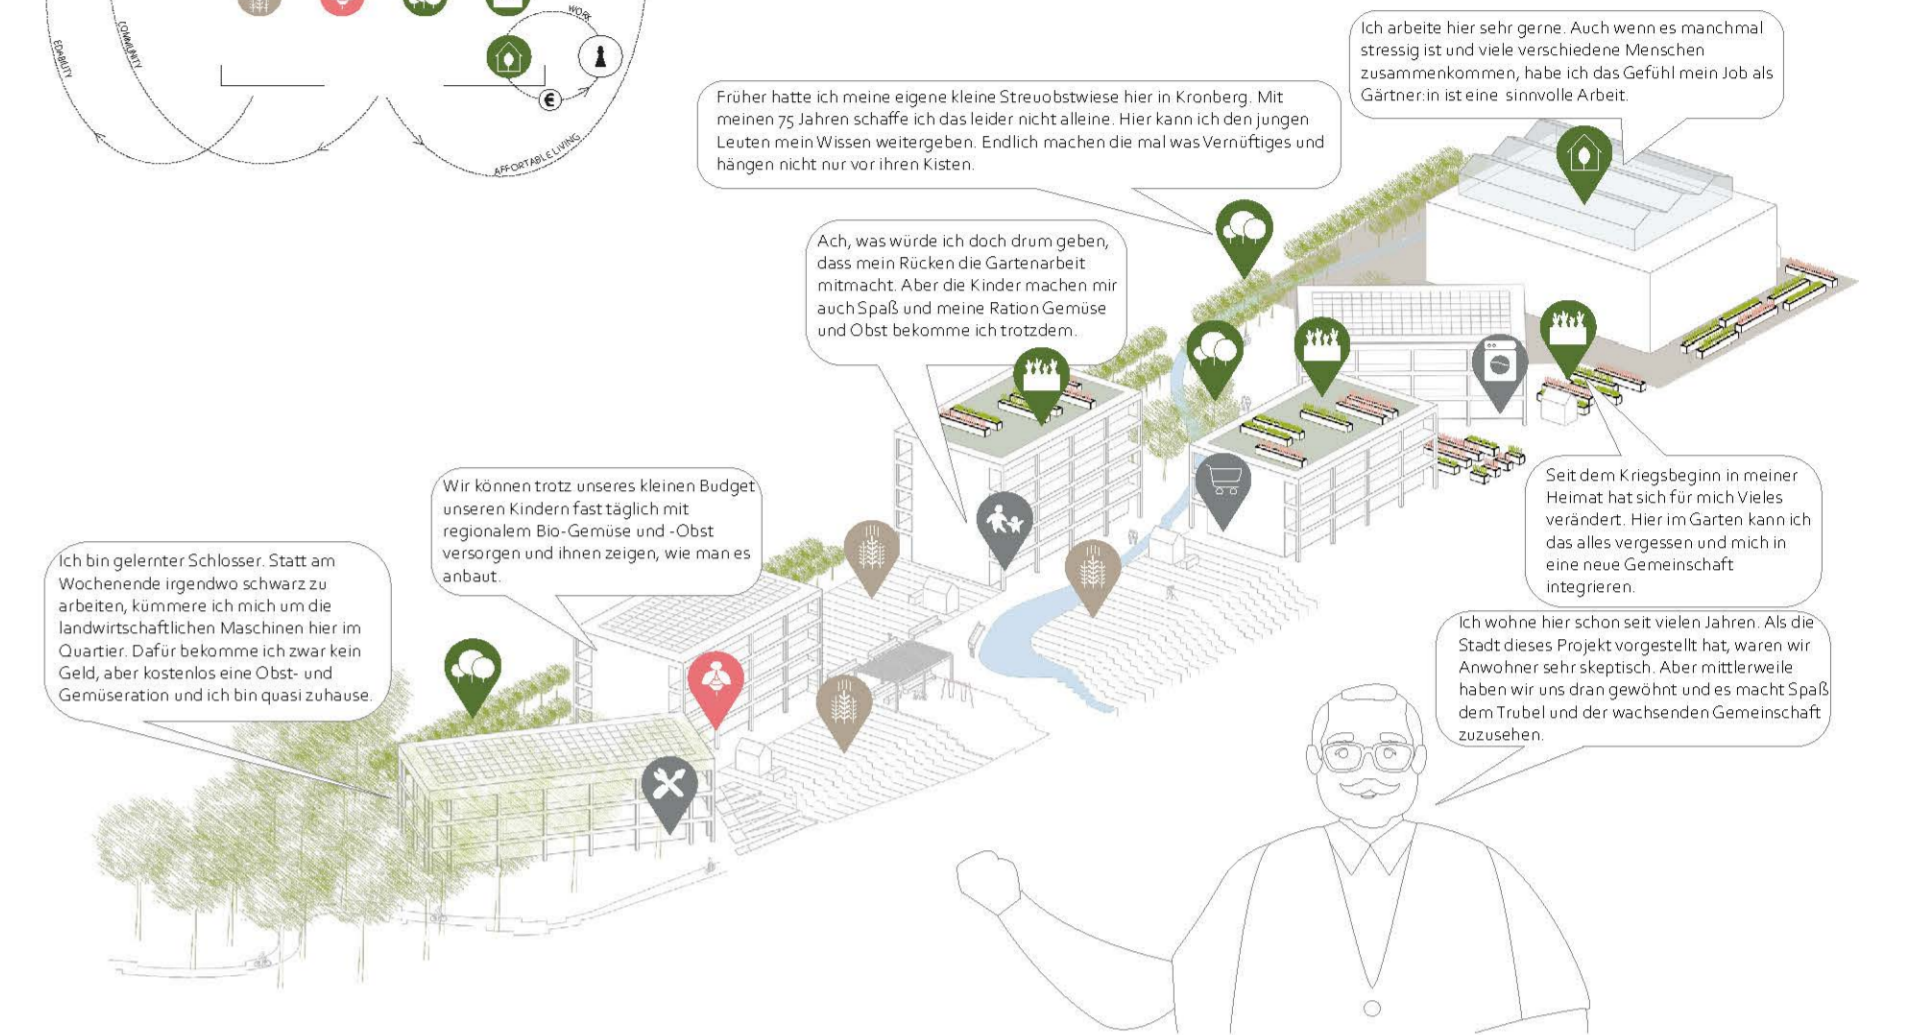 EDABILITY
COMMUNITY
WORK
€
AFFORTABLE LIVING
Ich arbeite hier sehr gerne. Auch wenn es manchmal
stressig ist und viele verschiedene Menschen
zusammenkommen, habe ich das Gefühl mein Job als
Gärtner:in ist eine sinnvolle Arbeit.
Früher hatte ich meine eigene kleine Streuobstwiese hier in Kronberg. Mit
meinen 75 Jahren schaffe ich das leider nicht alleine. Hier kann ich den jungen
Leuten mein Wissen weitergeben. Endlich machen die mal was Vernüftiges und
hängen nicht nur vor ihren Kisten.
Ach, was würde ich doch drum geben,
dass mein Rücken die Gartenarbeit
mitmacht. Aber die Kinder machen mir
auch Spaß und meine Ration Gemüse
und Obst bekomme ich trotzdem.
Wir können trotz unseres kleinen Budget
unseren Kindern fast täglich mit
regionalem Bio-Gemüse und -Obst
versorgen und ihnen zeigen, wie man es
anbaut.
Ich bin gelernter Schlosser. Statt am
Wochenende irgendwo schwarz zu
arbeiten, kümmere ich mich um die
landwirtschaftlichen Maschinen hier im
Quartier. Dafür bekomme ich zwar kein
Geld, aber kostenlos eine Obst- und
Gemüseration und ich bin quasi zuhause.
Seit dem Kriegsbeginn in meiner
Heimat hat sich für mich Vieles
verändert. Hier im Garten kann ich
das alles vergessen und mich in
eine neue Gemeinschaft
integrieren.
Ich wohne hier schon seit vielen Jahren. Als die
Stadt dieses Projekt vorgestellt hat, waren wir
Anwohner sehr skeptisch. Aber mittlerweile
haben wir uns dran gewöhnt und es macht Spaß
dem Trubel und der wachsenden Gemeinschaft
zuzusehen.